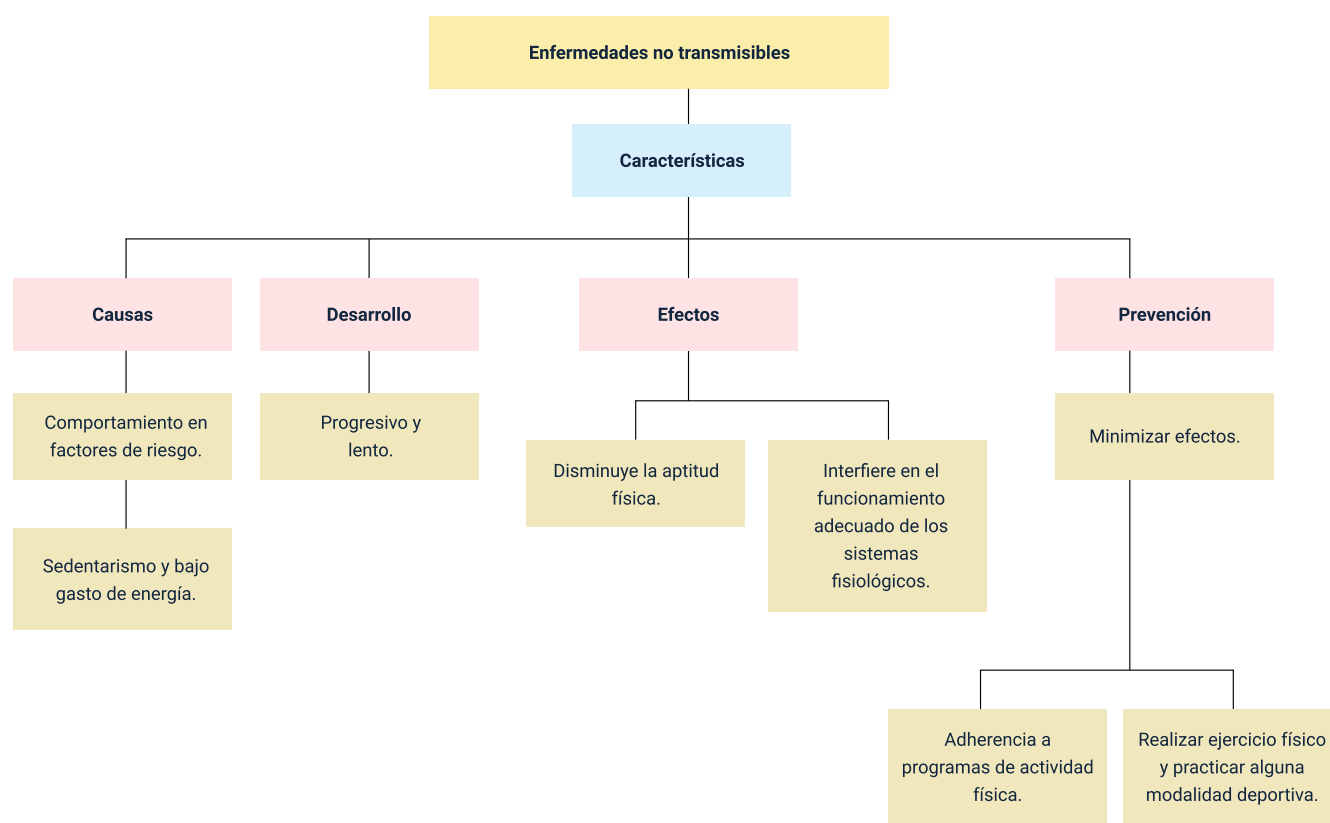 Enfermedades no transmisibles
Características
Causas
Desarrollo
Efectos
Prevención
Comportamiento en
factores de riesgo.
Progresivo y
lento.
Minimizar efectos.
Disminuye la aptitud
física.
Interfiere en el
funcionamiento
adecuado de los
sistemas
fisiológicos.
Sedentarismo y bajo
gasto de energía.
Adherencia a
programas de actividad
física.
Realizar ejercicio físico
y practicar alguna
modalidad deportiva.